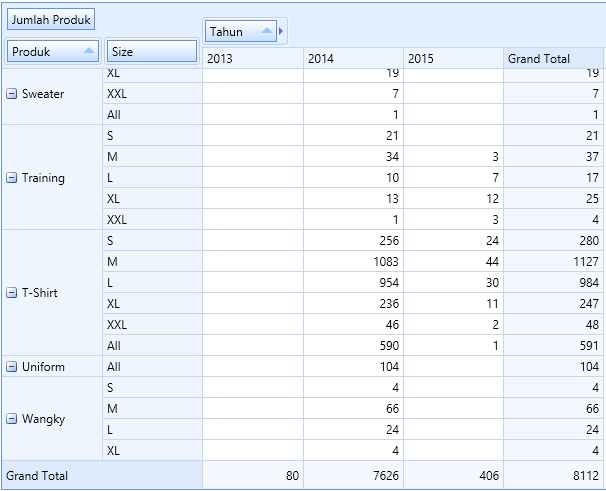 Jumlah Produk
Tahun
Produk Size
2013 2014 2015 Grand Total
XL 19 19
Sweater XXL 7 7
All 1 1
S 21 21
M 34 3 37
Training L 10 7 17
XL 13 12 25
XXL 1 3 4
S 256 24 280
M 1083 44 1127
T-Shirt L 954 30 984
XL 236 11 247
XXL 46 2 48
All 590 1 591
Uniform All 104 104
S 4 4
M 66 66
Wangky L 24 24
XL 4 4
Grand Total 80 7626 406 8112